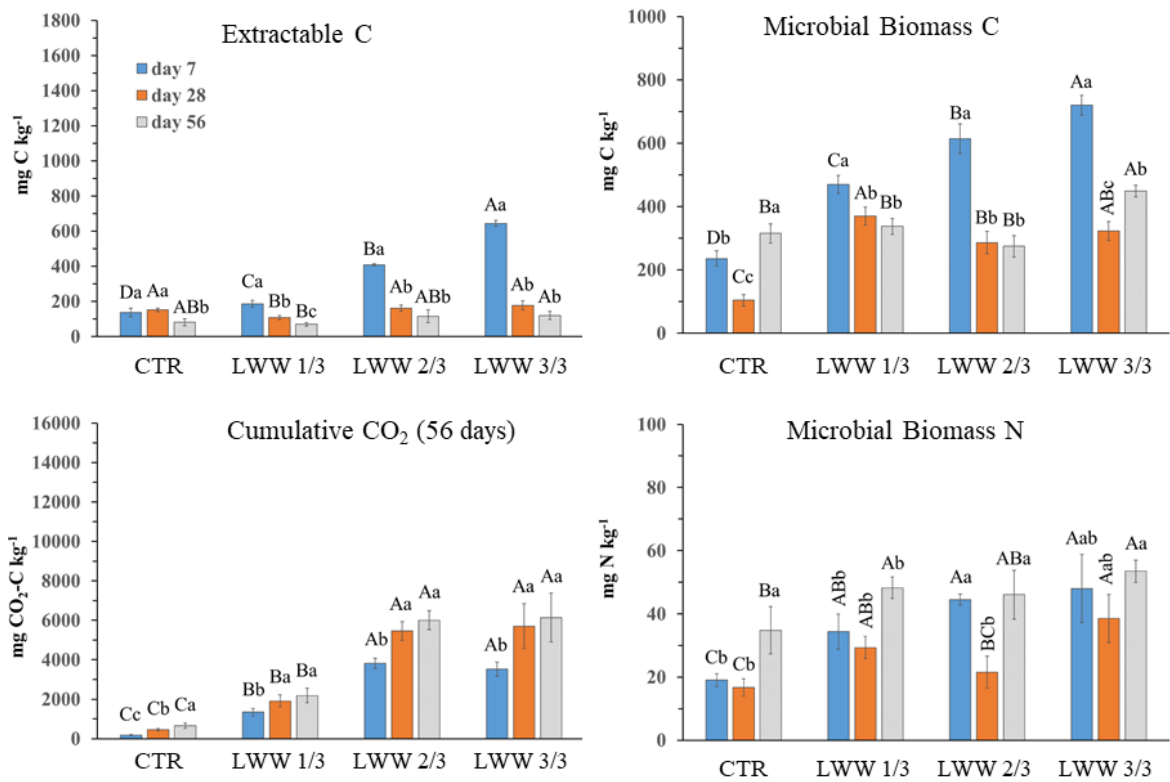 Extractable C
mg C kg⁻¹
1800
1600
1400
1200
1000
800
600
400
200
0
day 7
day 28
day 56
Da Aa ABb
Ca Bb Bc
Ba Ab ABb
Aa Ab Ab
CTR LWW 1/3 LWW 2/3 LWW 3/3
Microbial Biomass C
mg C kg⁻¹
1000
800
600
400
200
0
Db Cc Ba
Ca Ab Bb
Ba Bb Bb
Aa ABc Ab
CTR LWW 1/3 LWW 2/3 LWW 3/3
Cumulative CO₂ (56 days)
mg CO₂-C kg⁻¹
16000
14000
12000
10000
8000
6000
4000
2000
0
Cc Cb Ca
Bb Ba Ba
Ab Aa Aa
Ab Aa Aa
CTR LWW 1/3 LWW 2/3 LWW 3/3
Microbial Biomass N
mg N kg⁻¹
100
80
60
40
20
0
Cb Cb Ba
ABb ABb Ab
Aa BCb ABa
Aab Aab Aa
CTR LWW 1/3 LWW 2/3 LWW 3/3